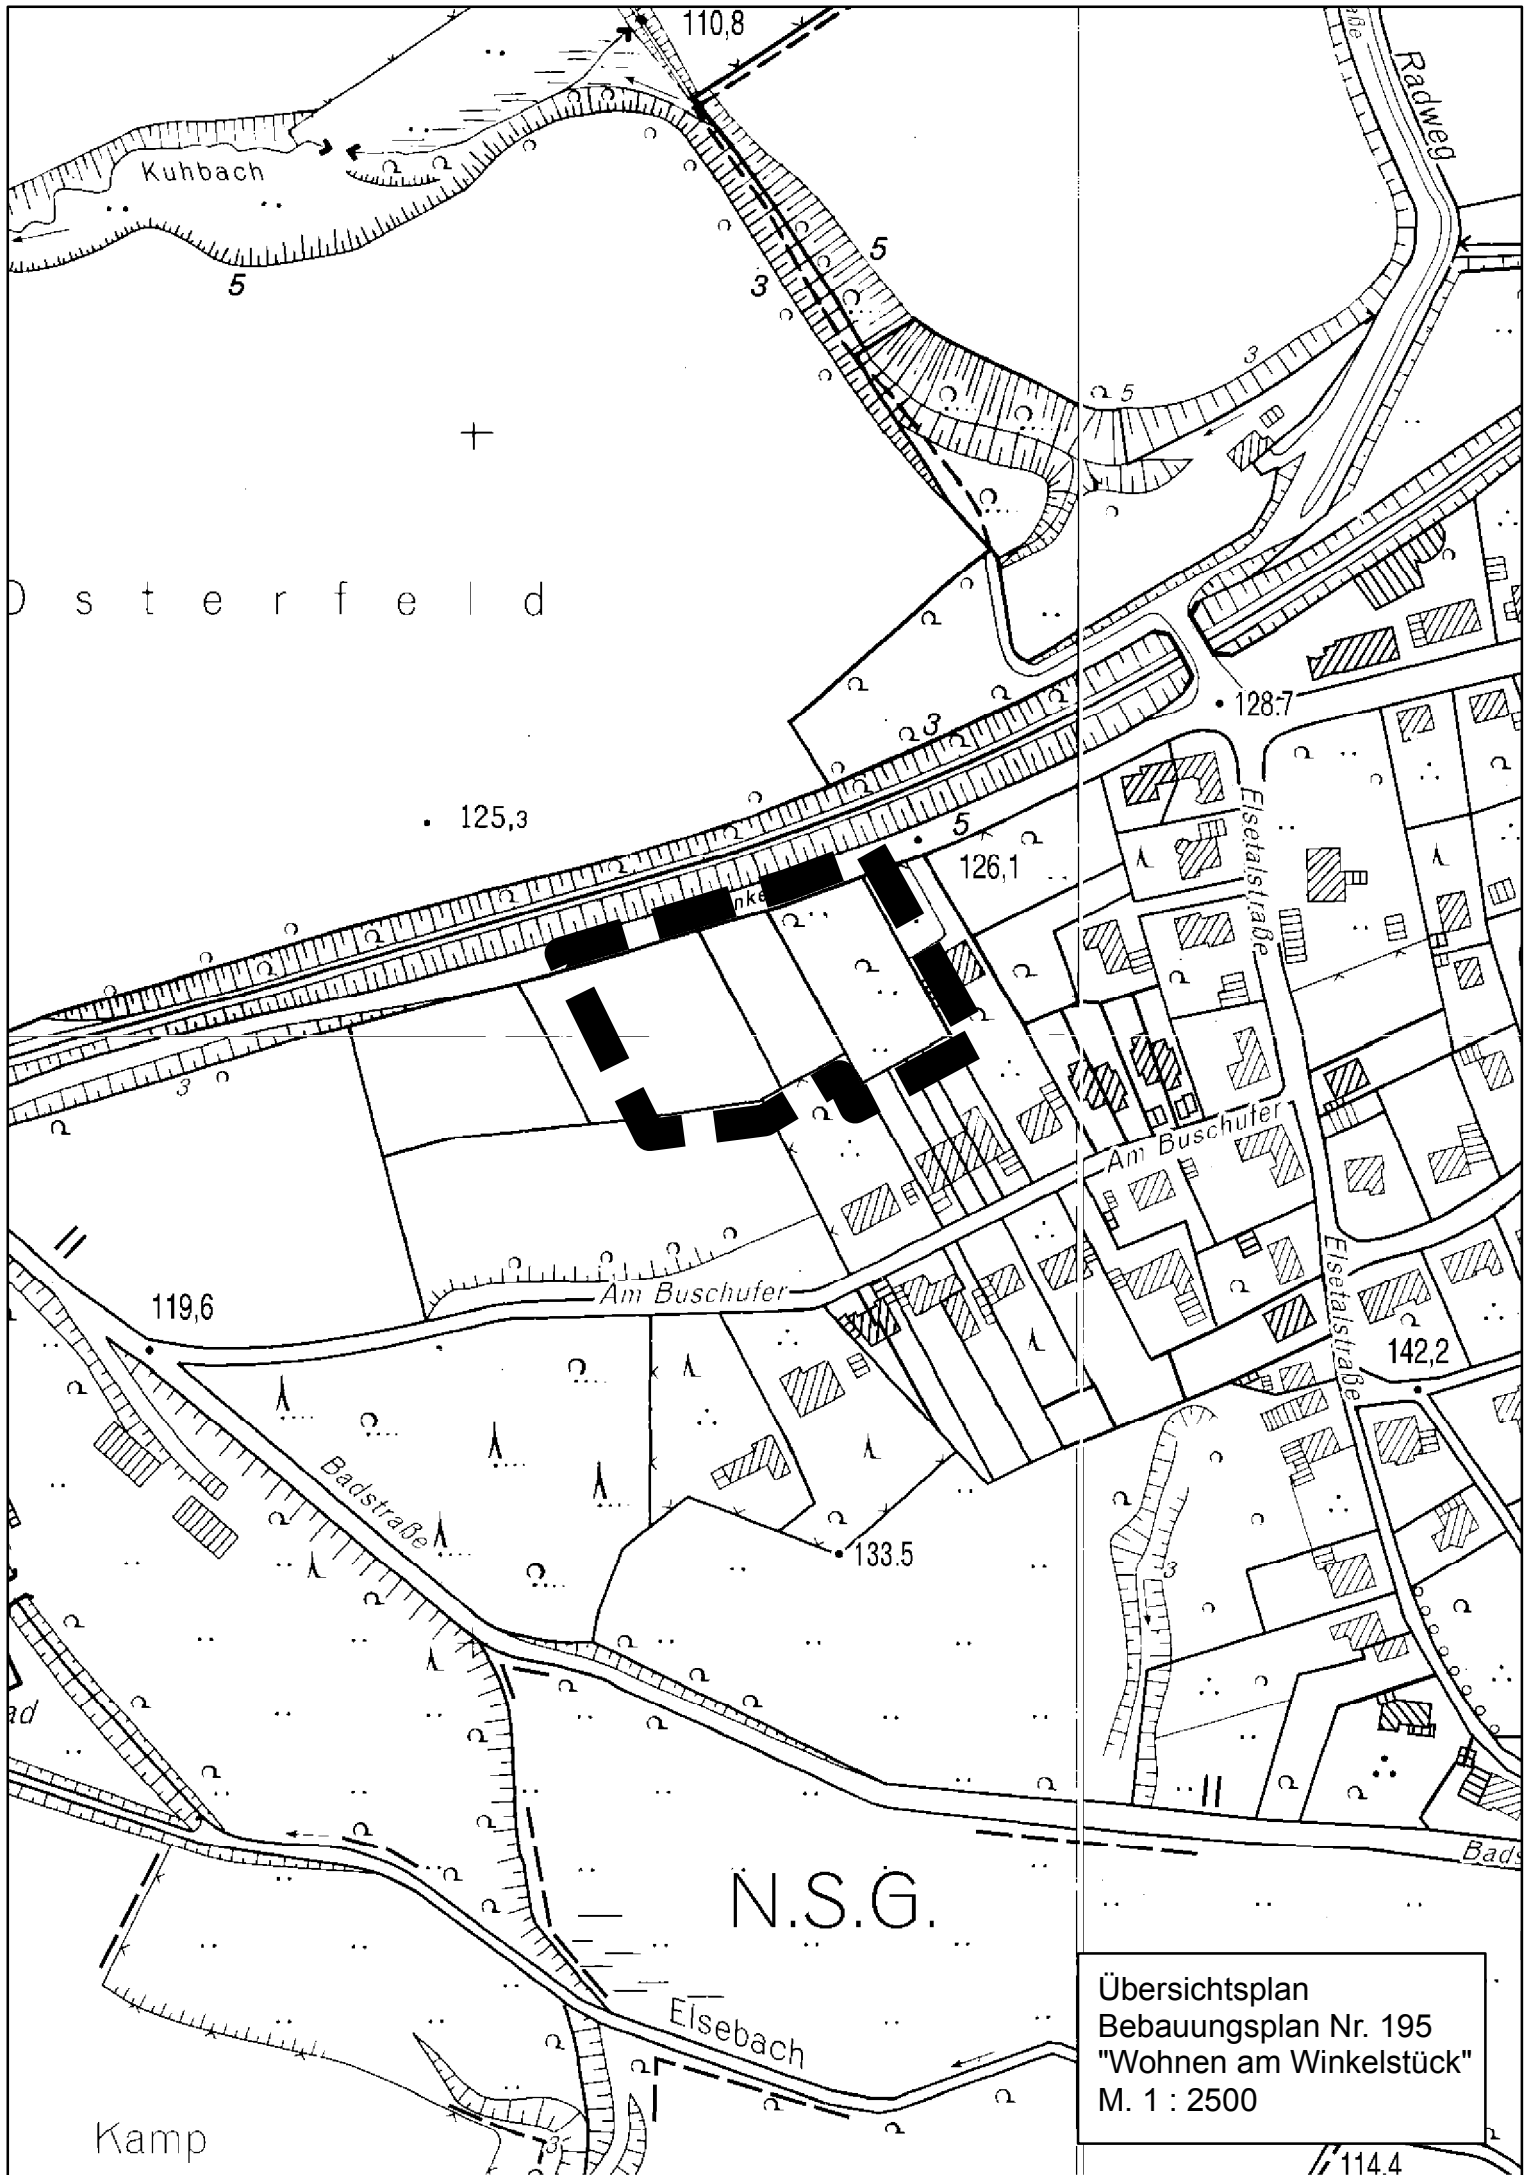 110,8
Radweg
Kuhbach
5
3
5
3
5
Osterfeld
128.7
3
125,3
5
126,1
Elsetalstraße
3
Am Buschufer
Am Buschufer
Elsetalstraße
119,6
142,2
Badstraße
133.5
3
N.S.G.
Elsebach
Kamp
3
114.4
Übersichtsplan
Bebauungsplan Nr. 195
"Wohnen am Winkelstück"
M. 1 : 2500